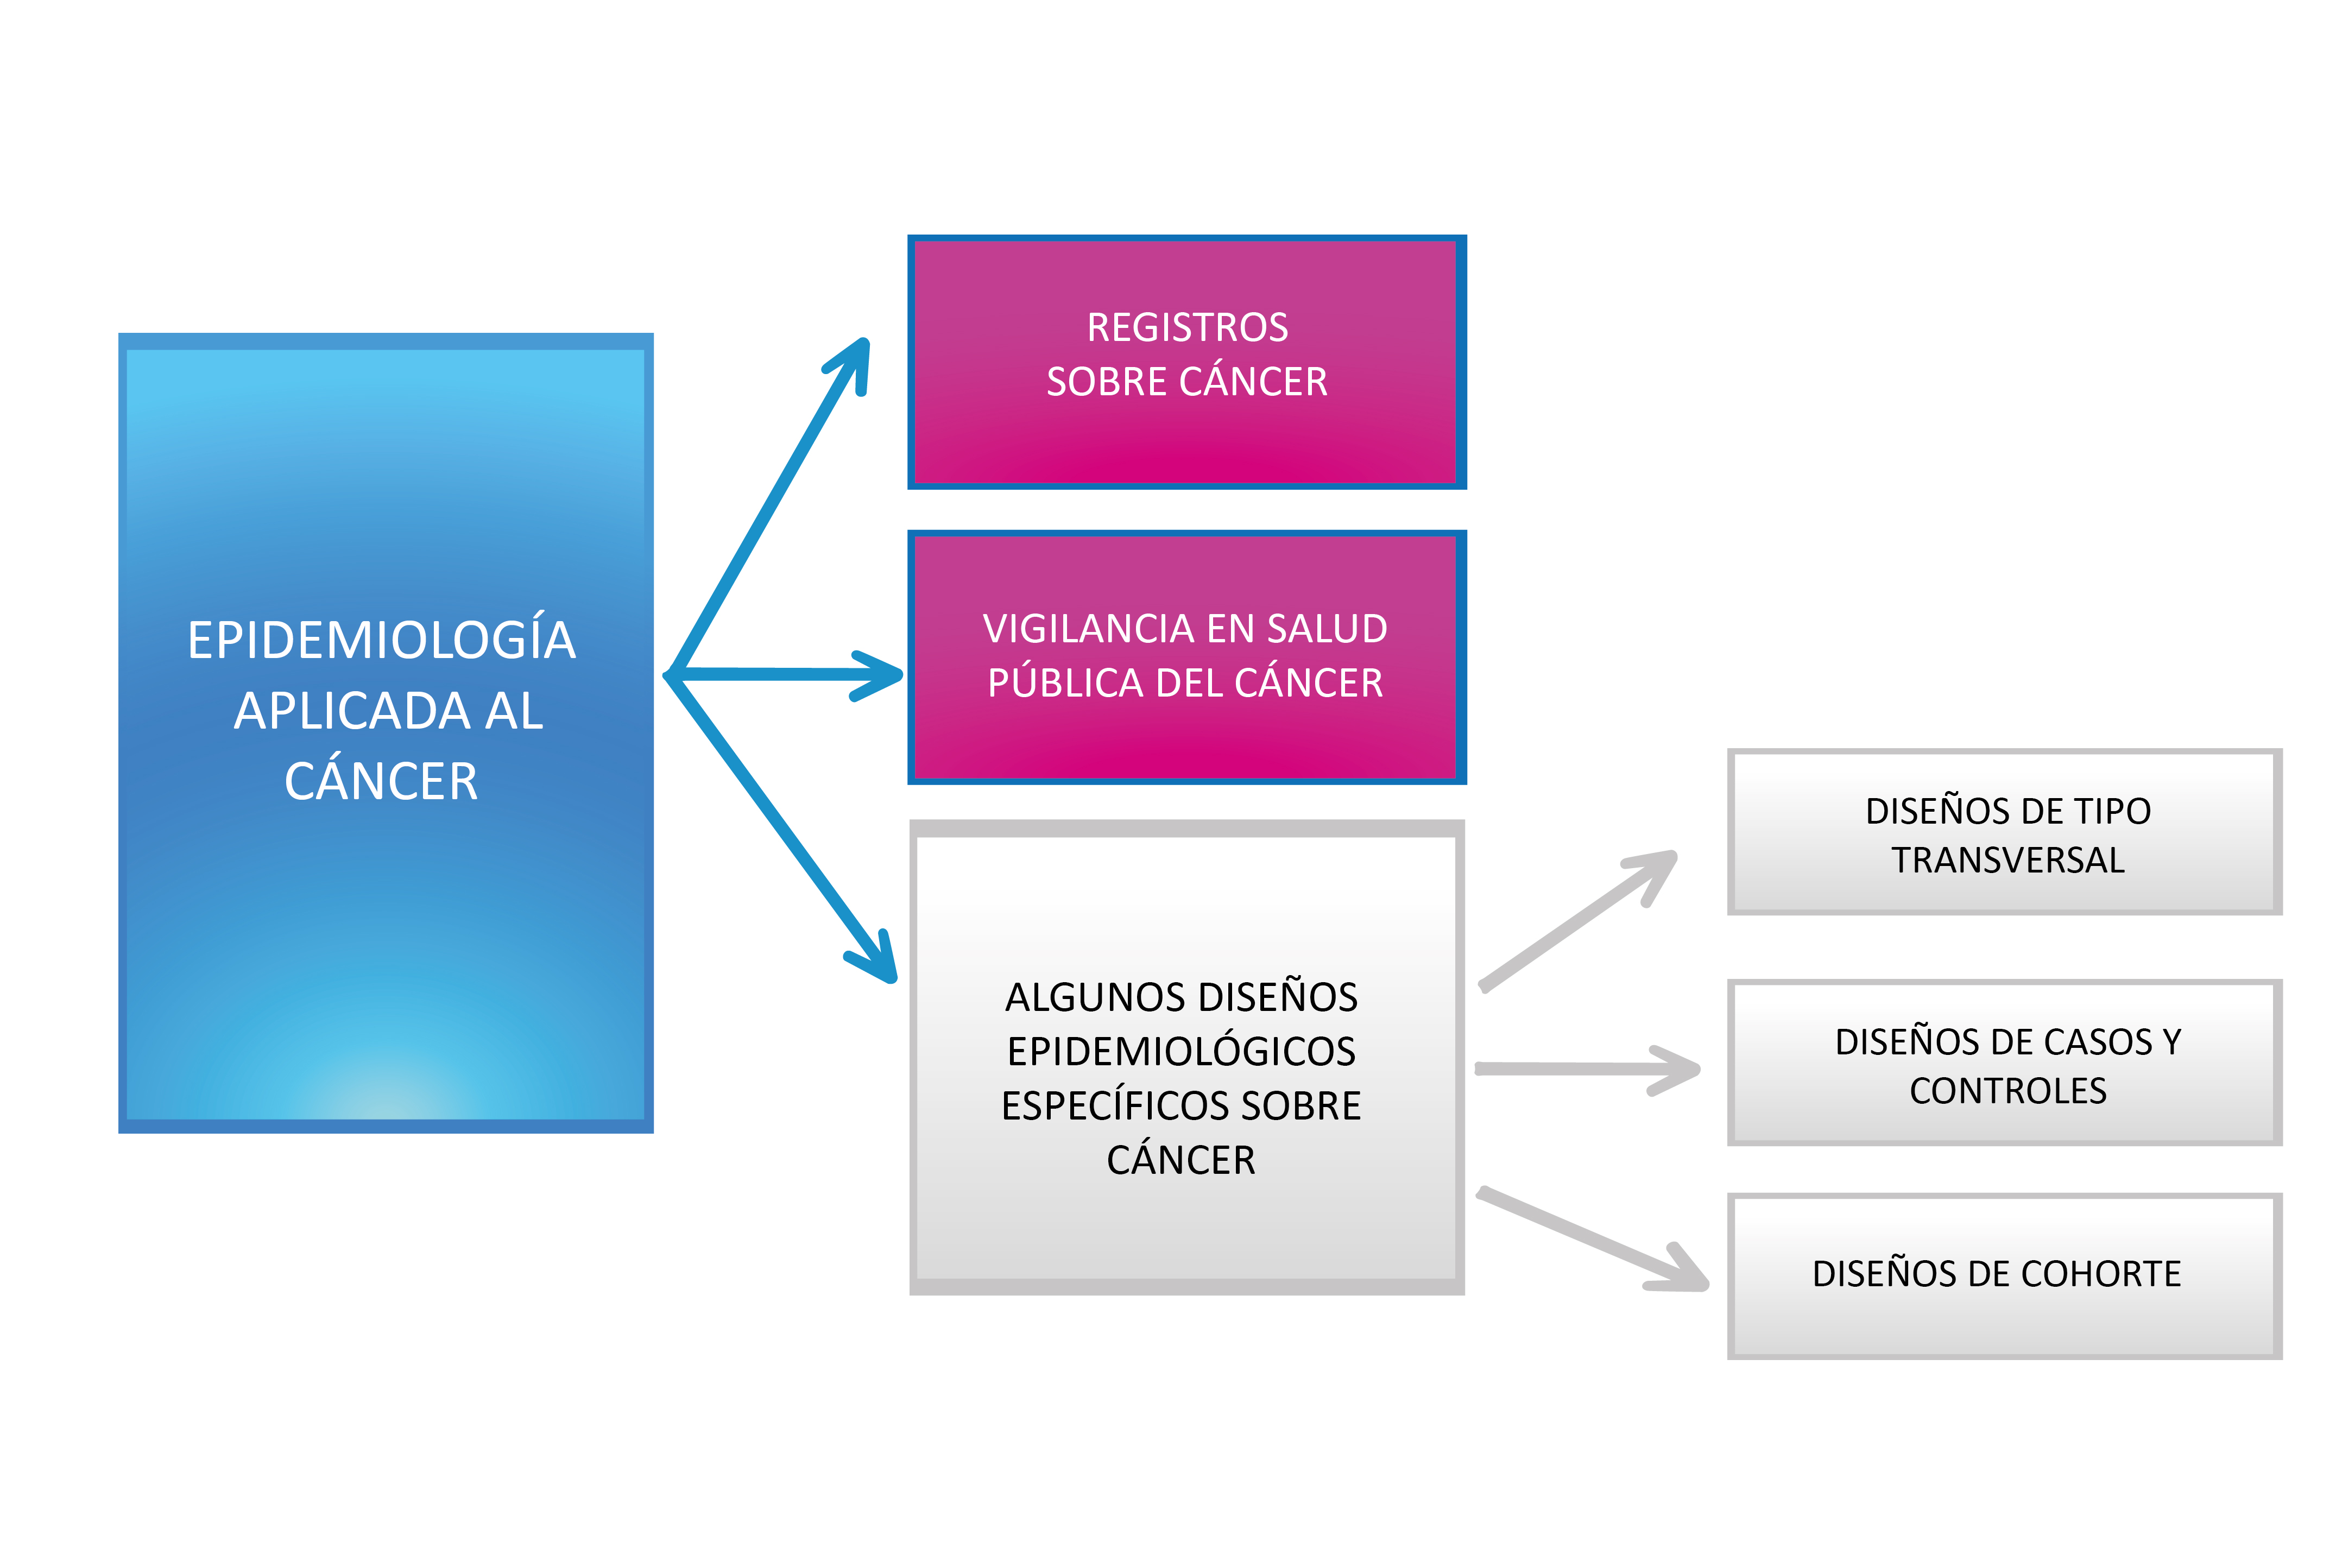 EPIDEMIOLOGÍA
APLICADA AL
CÁNCER
REGISTROS
SOBRE CÁNCER
VIGILANCIA EN SALUD
PÚBLICA DEL CÁNCER
ALGUNOS DISEÑOS
EPIDEMIOLÓGICOS
ESPECÍFICOS SOBRE
CÁNCER
DISEÑOS DE TIPO
TRANSVERSAL
DISEÑOS DE CASOS Y
CONTROLES
DISEÑOS DE COHORTE